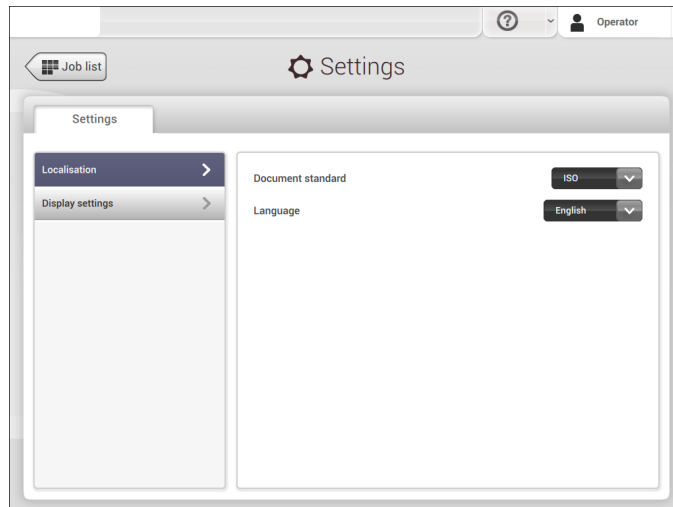 Operator
Job list
Settings
Settings
Localisation
Display settings
Document standard
ISO
Language
English